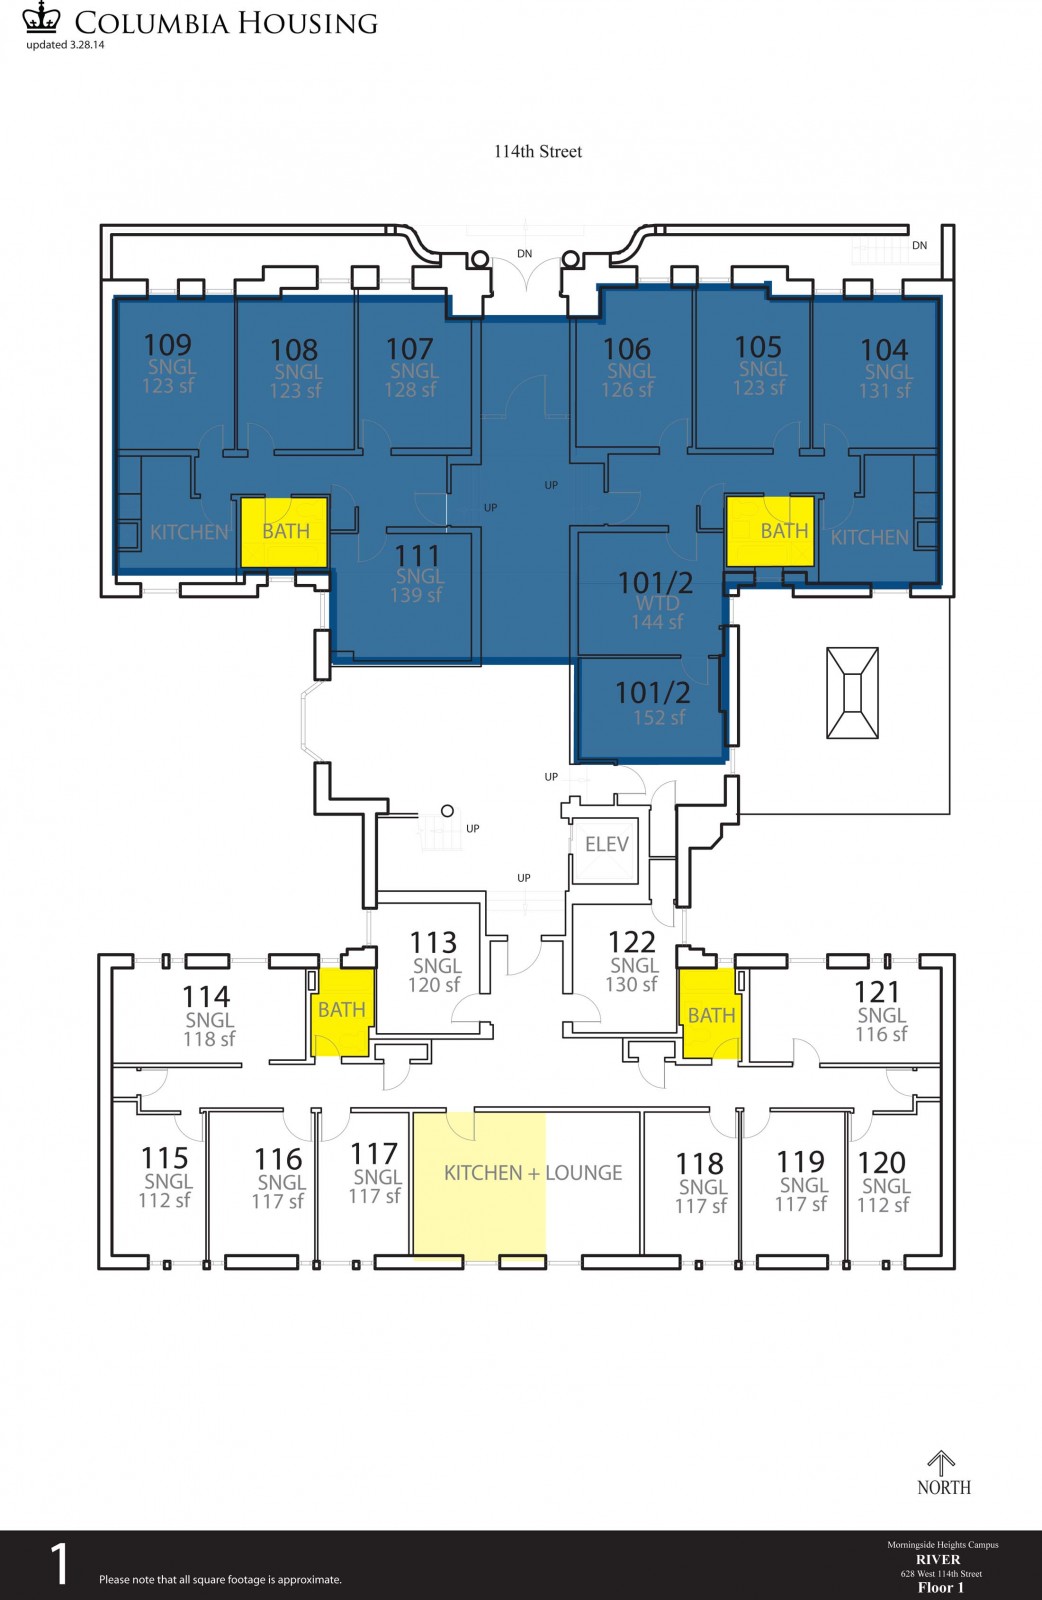 COLUMBIA HOUSING
updated 3.28.14
114th Street
DN
DN
109
SNGL
123 sf
108
SNGL
123 sf
107
SNGL
128 sf
106
SNGL
126 sf
105
SNGL
123 sf
104
SNGL
131 sf
UP
UP
KITCHEN
BATH
BATH
KITCHEN
111
SNGL
139 sf
101/2
WTD
144 sf
101/2
152 sf
UP
UP
ELEV
UP
113
SNGL
120 sf
122
SNGL
130 sf
114
SNGL
118 sf
BATH
BATH
121
SNGL
116 sf
115
SNGL
112 sf
116
SNGL
117 sf
117
SNGL
117 sf
KITCHEN + LOUNGE
118
SNGL
117 sf
119
SNGL
117 sf
120
SNGL
112 sf
NORTH
1
Please note that all square footage is approximate.
Morningside Heights Campus
RIVER
628 West 114th Street
Floor 1